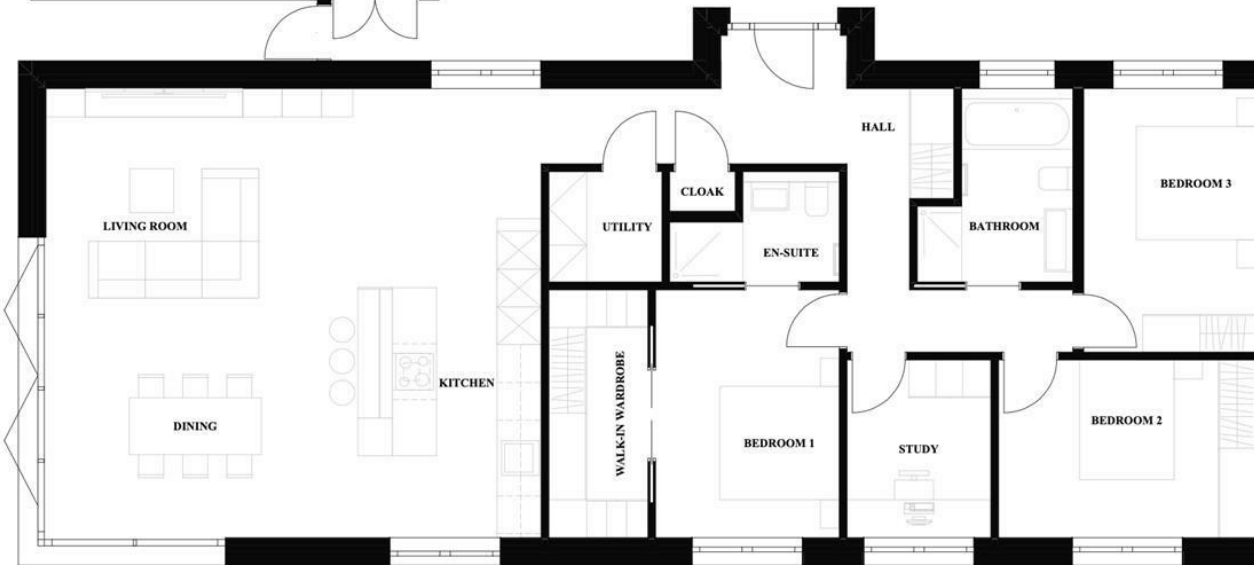 HALL
BEDROOM 3
CLOAK
LIVING ROOM
UTILITY
BATHROOM
EN-SUITE
KITCHEN
WALK-IN WARDROBE
DINING
BEDROOM 1
STUDY
BEDROOM 2